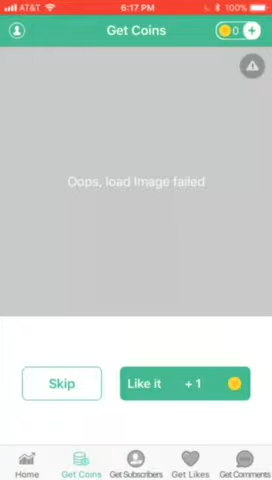 AT&T 6:17 PM 100%
Get Coins
0 +
Oops, load Image failed
Skip
Like it + 1
Home Get Coins Get Subscribers Get Likes Get Comments